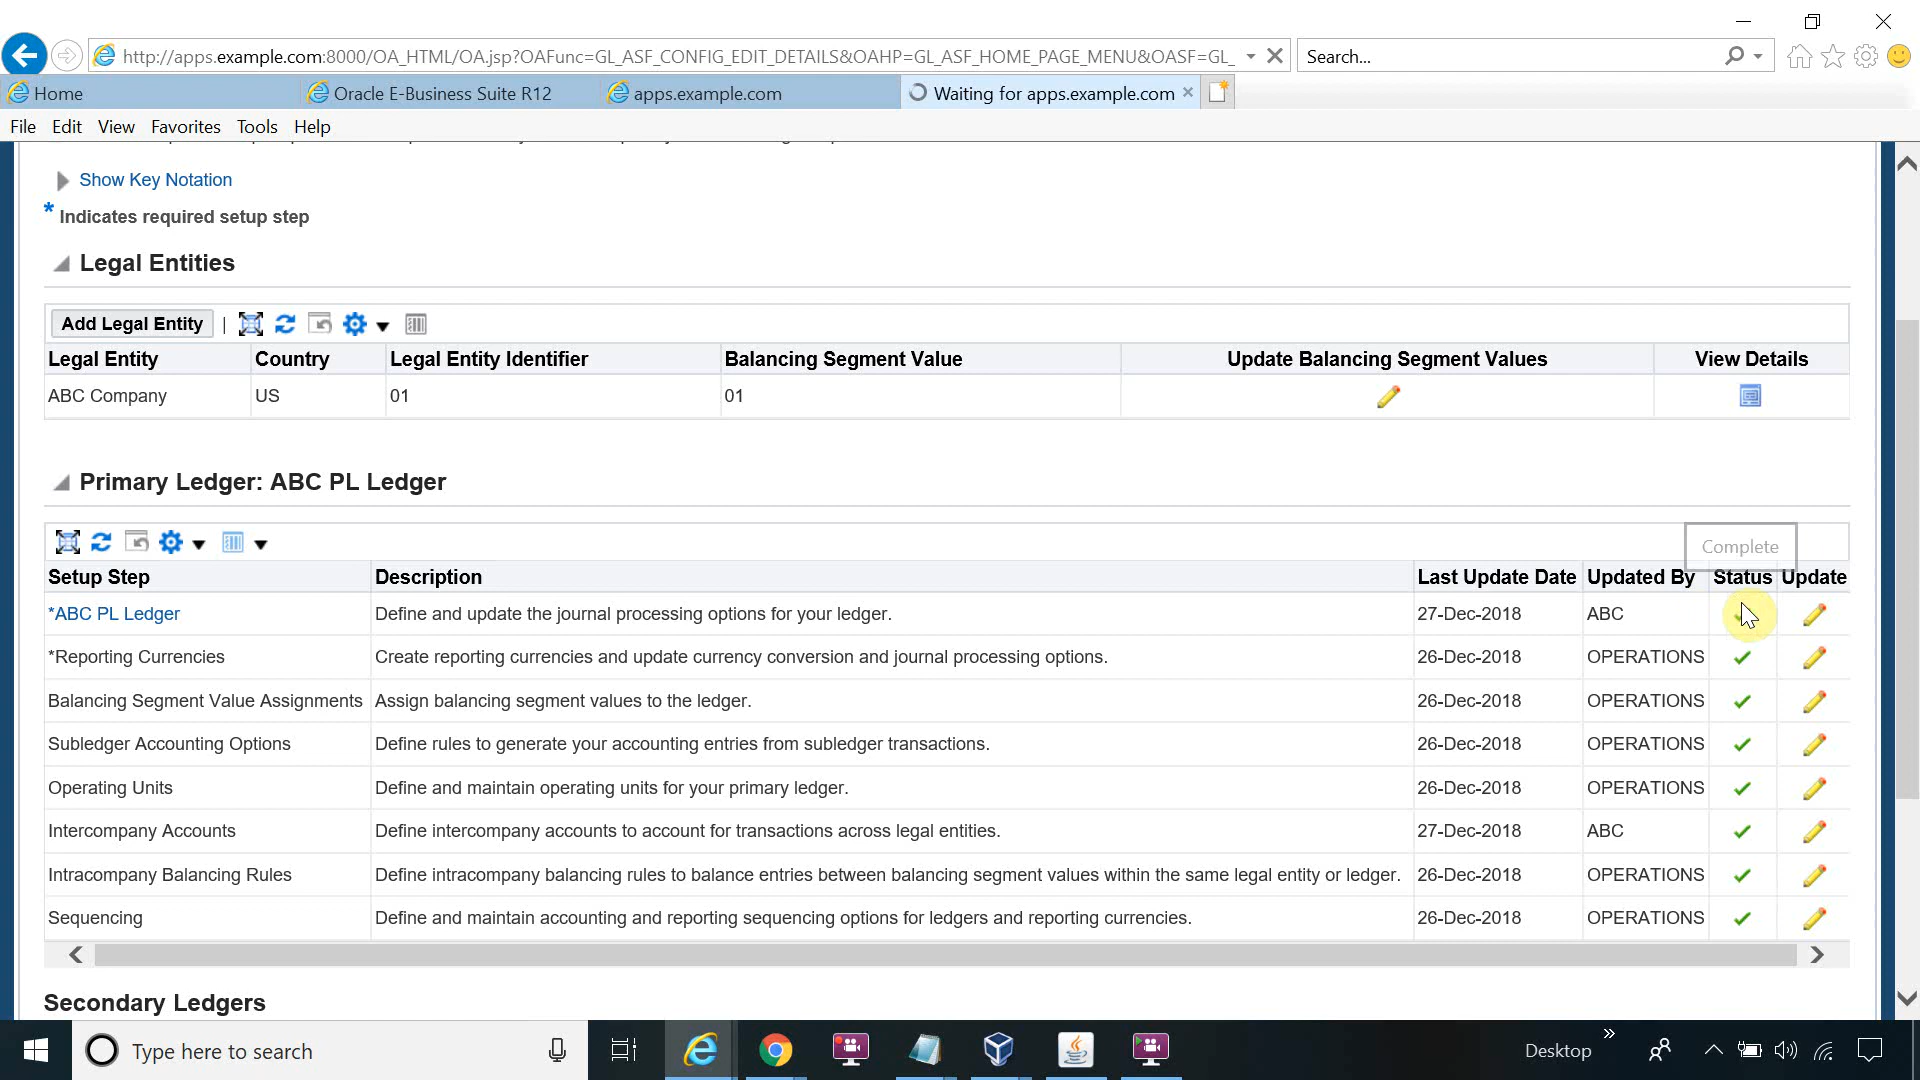 http://apps.example.com:8000/OA_HTML/OA.jsp?OAFunc=GL_ASF_CONFIG_EDIT_DETAILS&OAHP=GL_ASF_HOME_PAGE_MENU&OASF=GL_ Search...
Home Oracle E-Business Suite R12 apps.example.com Waiting for apps.example.com
File Edit View Favorites Tools Help
Show Key Notation
* Indicates required setup step
Legal Entities
Add Legal Entity |
Legal Entity Country Legal Entity Identifier Balancing Segment Value Update Balancing Segment Values View Details
ABC Company US 01 01
Primary Ledger: ABC PL Ledger
Complete
Setup Step Description Last Update Date Updated By Status Update
*ABC PL Ledger Define and update the journal processing options for your ledger. 27-Dec-2018 ABC
*Reporting Currencies Create reporting currencies and update currency conversion and journal processing options. 26-Dec-2018 OPERATIONS
Balancing Segment Value Assignments Assign balancing segment values to the ledger. 26-Dec-2018 OPERATIONS
Subledger Accounting Options Define rules to generate your accounting entries from subledger transactions. 26-Dec-2018 OPERATIONS
Operating Units Define and maintain operating units for your primary ledger. 26-Dec-2018 OPERATIONS
Intercompany Accounts Define intercompany accounts to account for transactions across legal entities. 27-Dec-2018 ABC
Intracompany Balancing Rules Define intracompany balancing rules to balance entries between balancing segment values within the same legal entity or ledger. 26-Dec-2018 OPERATIONS
Sequencing Define and maintain accounting and reporting sequencing options for ledgers and reporting currencies. 26-Dec-2018 OPERATIONS
Secondary Ledgers
Type here to search Desktop